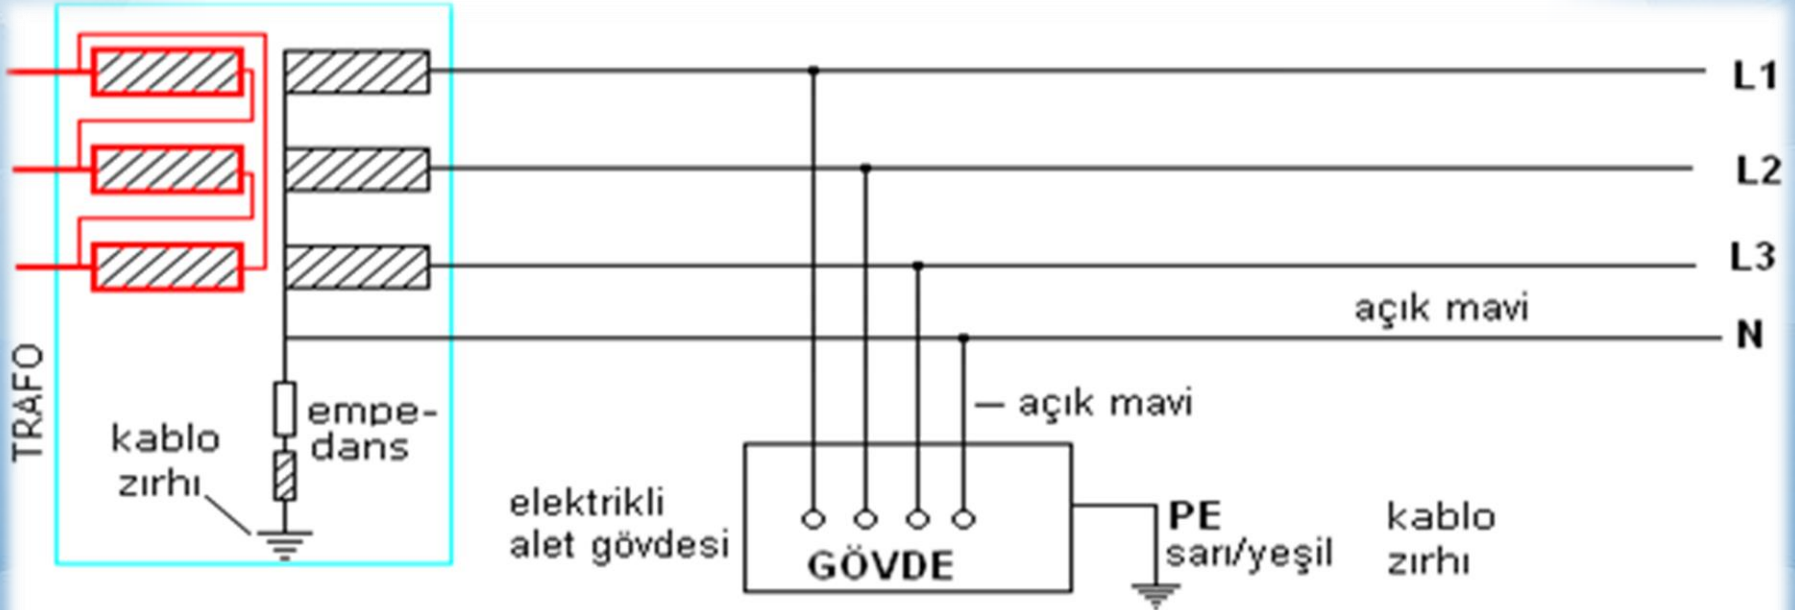 L1
L2
L3
açık mavi
N
TRAFO
empe-
dans
kablo
zırhı
açık mavi
elektrikli
alet gövdesi
GÖVDE
PE
sarı/yeşil
kablo
zırhı